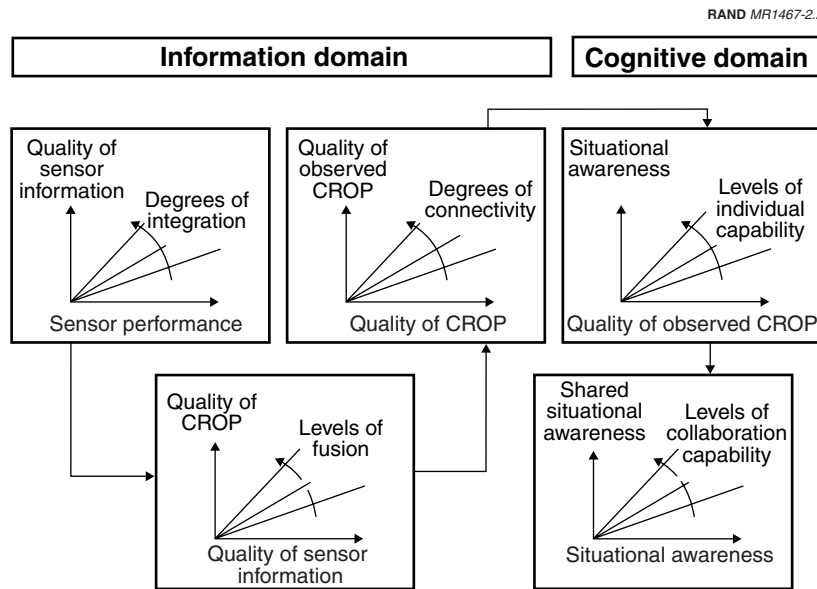 RAND MR1467-2.
Information domain
Cognitive domain
Quality of
sensor
information
Degrees of
integration
Sensor performance
Quality of
observed
CROP
Degrees of
connectivity
Quality of CROP
Situational
awareness
Levels of
individual
capability
Quality of observed CROP
Quality of
CROP
Levels of
fusion
Quality of sensor
information
Shared
situational
awareness
Levels of
collaboration
capability
Situational awareness